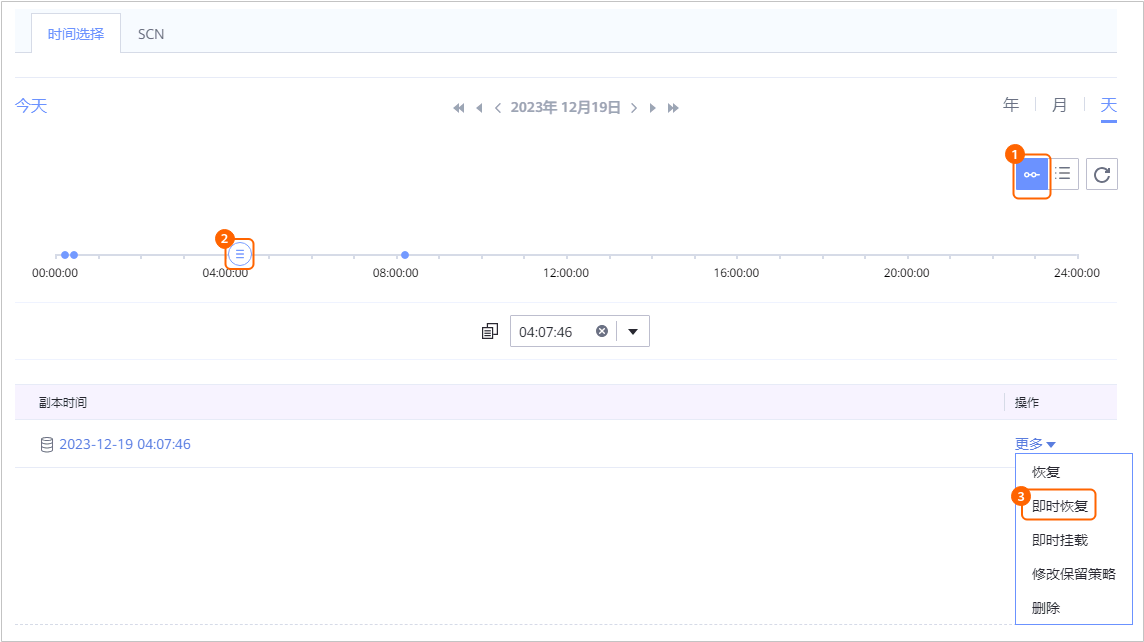 时间选择 SCN
今天 2023年 12月19日 年 月 天
1
2
00:00:00 04:00:00 08:00:00 12:00:00 16:00:00 20:00:00 24:00:00
04:07:46
副本时间 操作
2023-12-19 04:07:46 更多
恢复
3 即时恢复
即时挂载
修改保留策略
删除